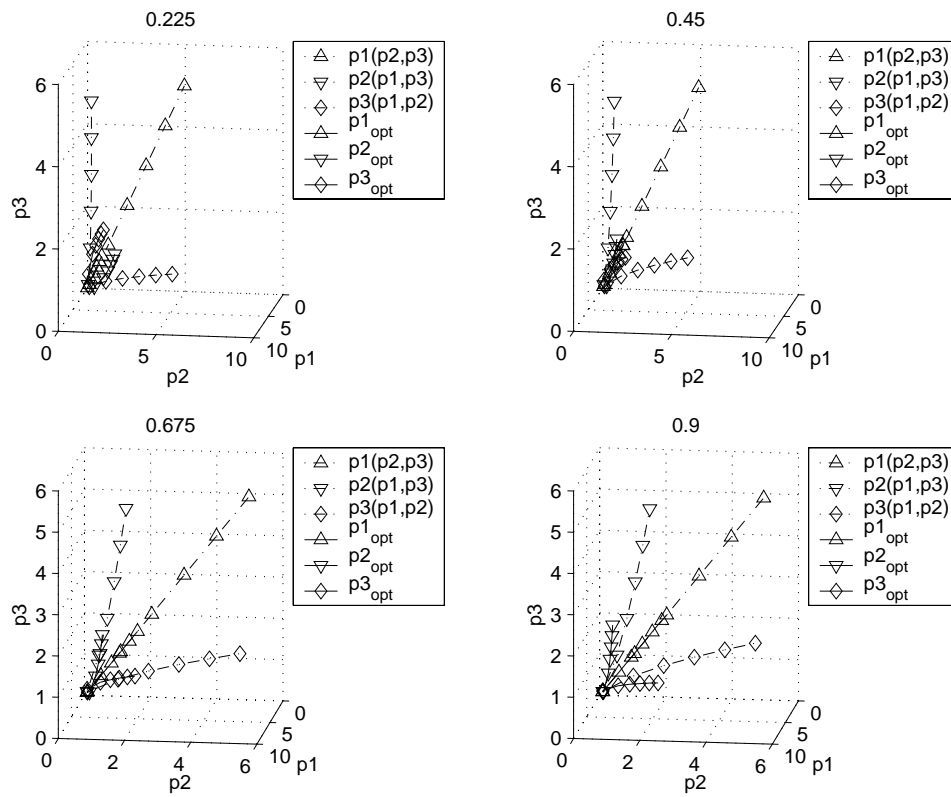 0.225
p1(p2,p3)
p2(p1,p3)
p3(p1,p2)
p1opt
p2opt
p3opt
6
4
2
0
p3
0
5
10
p2
0
5
10
p1
0.45
p1(p2,p3)
p2(p1,p3)
p3(p1,p2)
p1opt
p2opt
p3opt
6
4
2
0
p3
0
5
10
p2
0
5
10
p1
0.675
p1(p2,p3)
p2(p1,p3)
p3(p1,p2)
p1opt
p2opt
p3opt
6
5
4
3
2
1
0
p3
0
2
4
6
p2
0
5
10
p1
0.9
p1(p2,p3)
p2(p1,p3)
p3(p1,p2)
p1opt
p2opt
p3opt
6
5
4
3
2
1
0
p3
0
2
4
6
p2
0
5
10
p1